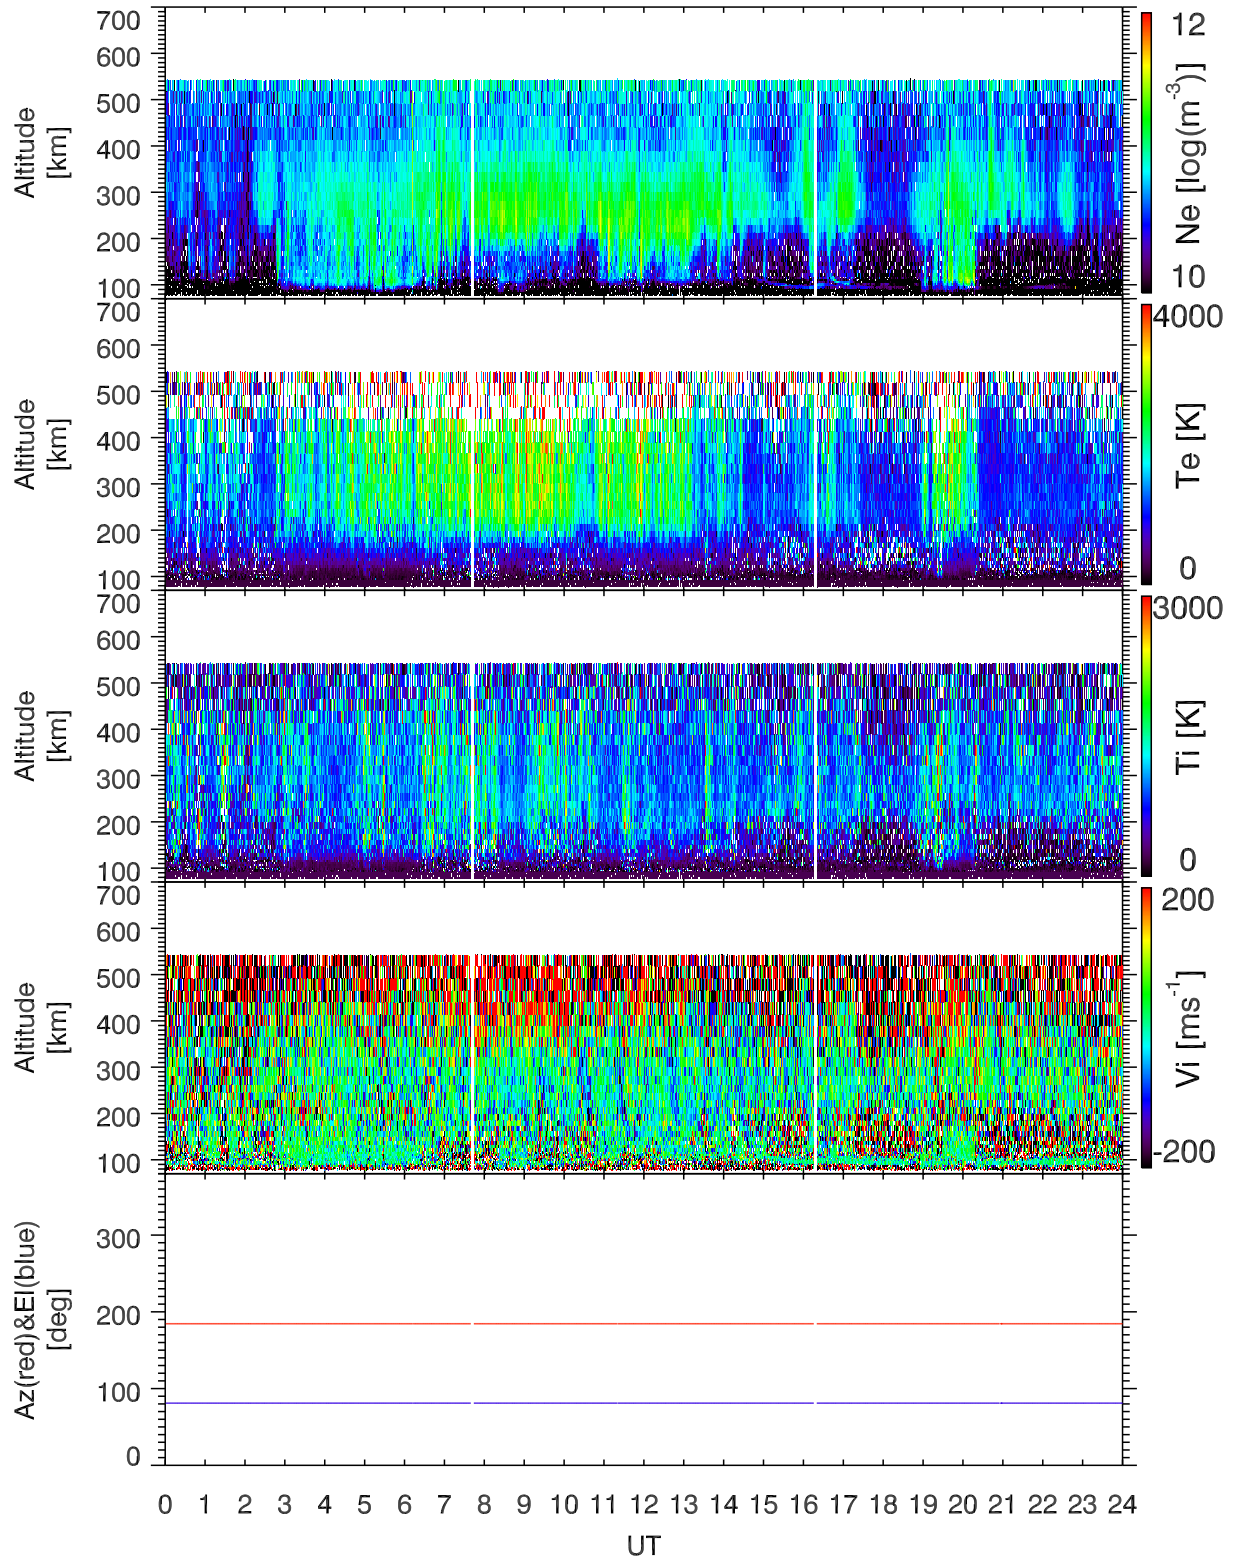 700
600
500
400
300
200
100
Altitude
[km]
12
10
Ne [log(m⁻³)]
700
600
500
400
300
200
100
Altitude
[km]
4000
0
Te [K]
700
600
500
400
300
200
100
Altitude
[km]
3000
0
Ti [K]
700
600
500
400
300
200
100
Altitude
[km]
200
-200
Vi [ms⁻¹]
300
200
100
0
Az(red)&El(blue)
[deg]
0 1 2 3 4 5 6 7 8 9 10 11 12 13 14 15 16 17 18 19 20 21 22 23 24
UT